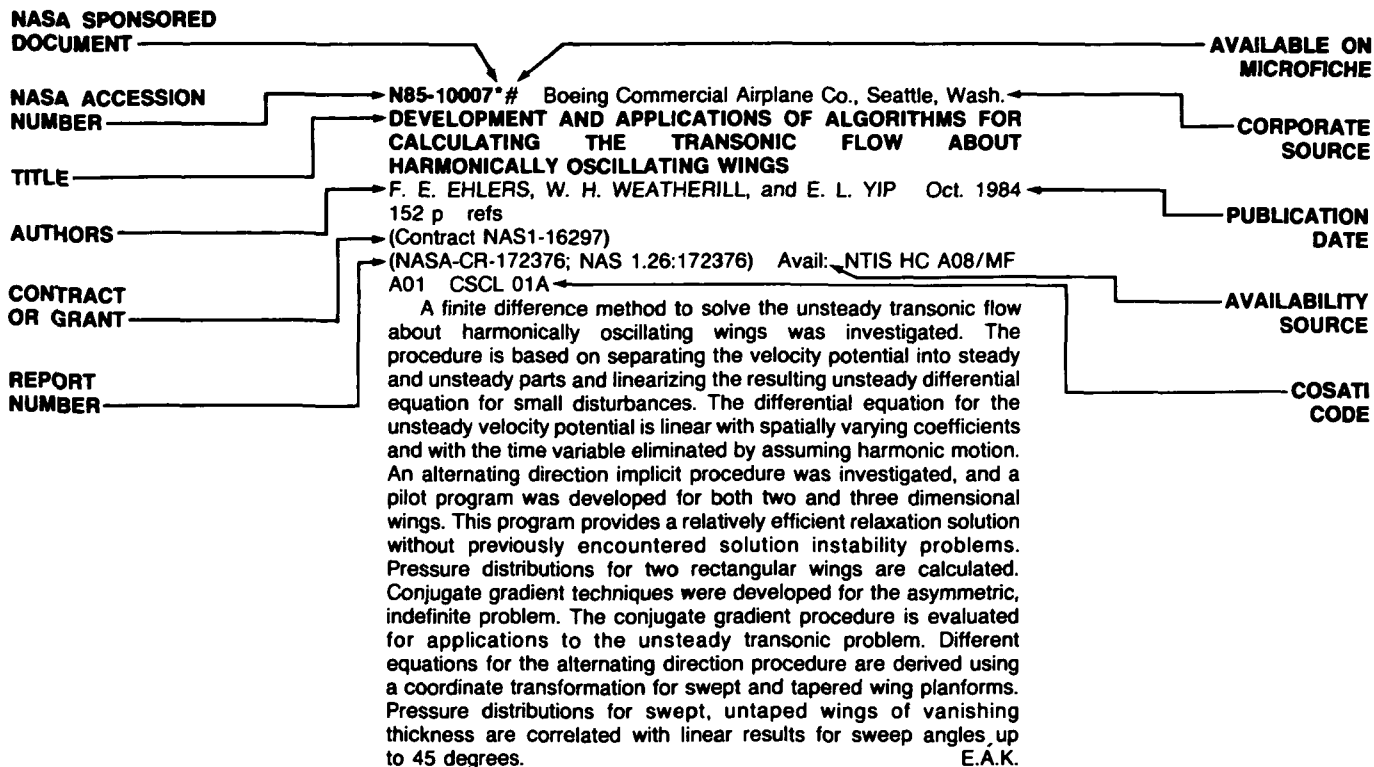 NASA SPONSORED
DOCUMENT
AVAILABLE ON
MICROFICHE
NASA ACCESSION
NUMBER
N85-10007*# Boeing Commercial Airplane Co., Seattle, Wash.
DEVELOPMENT AND APPLICATIONS OF ALGORITHMS FOR
CALCULATING THE TRANSONIC FLOW ABOUT
HARMONICALLY OSCILLATING WINGS
CORPORATE
SOURCE
TITLE
F. E. EHLERS, W. H. WEATHERILL, and E. L. YIP Oct. 1984
152 p refs
PUBLICATION
DATE
AUTHORS
(Contract NAS1-16297)
(NASA-CR-172376; NAS 1.26:172376) Avail: NTIS HC A08/MF
A01 CSCL 01A
CONTRACT
OR GRANT
AVAILABILITY
SOURCE
A finite difference method to solve the unsteady transonic flow
about harmonically oscillating wings was investigated. The
procedure is based on separating the velocity potential into steady
and unsteady parts and linearizing the resulting unsteady differential
equation for small disturbances. The differential equation for the
unsteady velocity potential is linear with spatially varying coefficients
and with the time variable eliminated by assuming harmonic motion.
An alternating direction implicit procedure was investigated, and a
pilot program was developed for both two and three dimensional
wings. This program provides a relatively efficient relaxation solution
without previously encountered solution instability problems.
Pressure distributions for two rectangular wings are calculated.
Conjugate gradient techniques were developed for the asymmetric,
indefinite problem. The conjugate gradient procedure is evaluated
for applications to the unsteady transonic problem. Different
equations for the alternating direction procedure are derived using
a coordinate transformation for swept and tapered wing planforms.
Pressure distributions for swept, untaped wings of vanishing
thickness are correlated with linear results for sweep angles up
to 45 degrees. E.A.K.
REPORT
NUMBER
COSATI
CODE